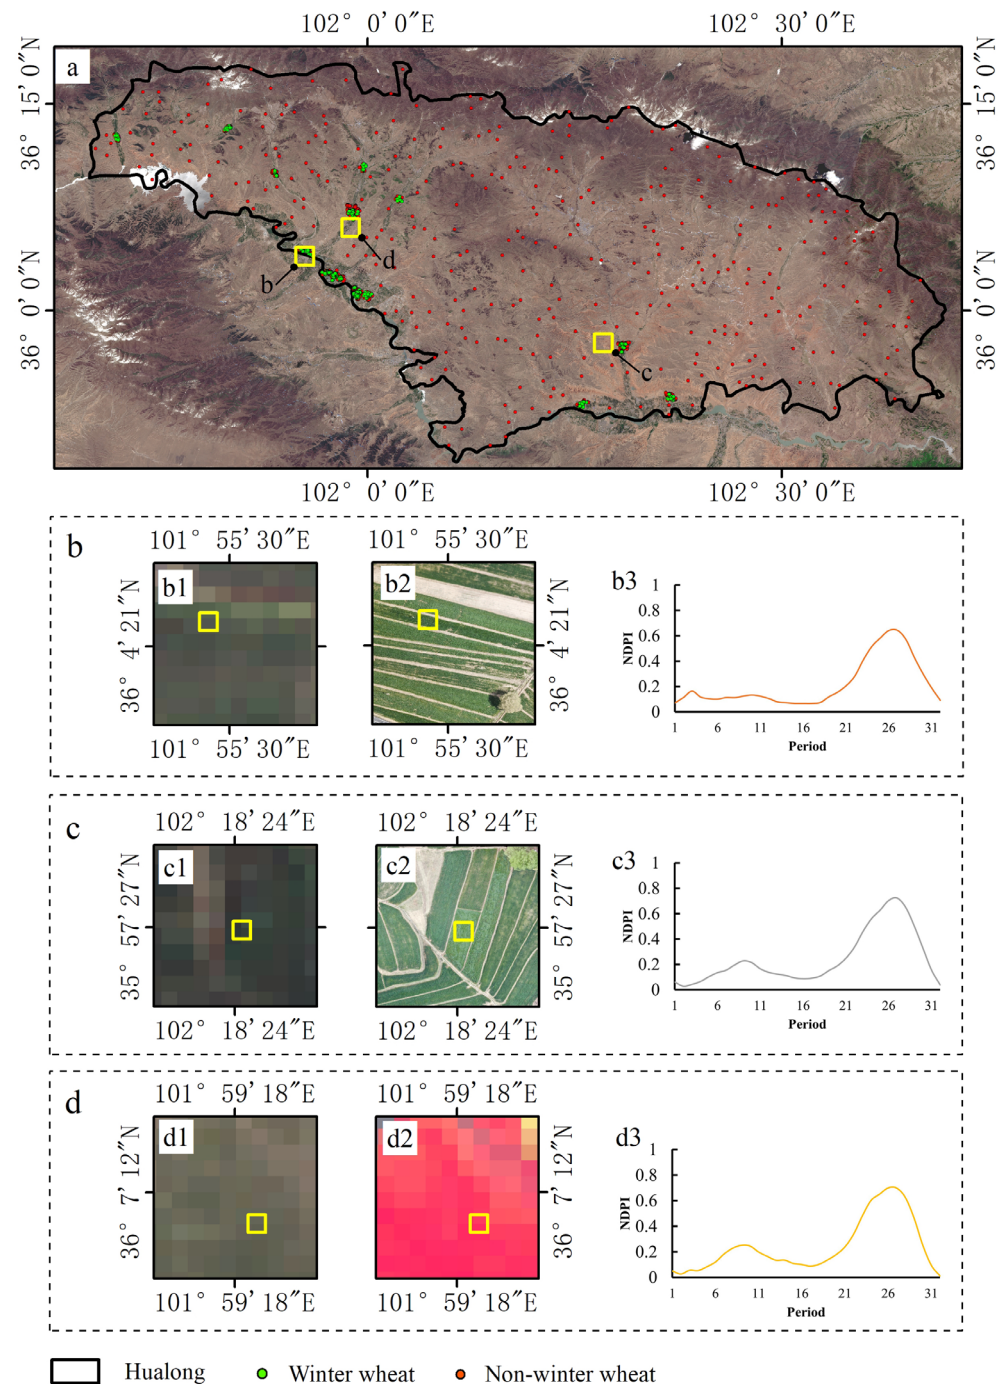 102° 0′ 0″E 102° 30′ 0″E
a
36° 15′ 0″N
36° 15′ 0″N
36° 0′ 0″N
36° 0′ 0″N
b
d
c
102° 0′ 0″E 102° 30′ 0″E
b
101° 55′ 30″E 101° 55′ 30″E
b1
b2
36° 4′ 21″N
36° 4′ 21″N
101° 55′ 30″E 101° 55′ 30″E
b3
NDPI
1
0.8
0.6
0.4
0.2
0
1 6 11 16 21 26 31
Period
c
102° 18′ 24″E 102° 18′ 24″E
c1
c2
35° 57′ 27″N
35° 57′ 27″N
102° 18′ 24″E 102° 18′ 24″E
c3
NDPI
1
0.8
0.6
0.4
0.2
0
1 6 11 16 21 26 31
Period
d
101° 59′ 18″E 101° 59′ 18″E
d1
d2
36° 7′ 12″N
36° 7′ 12″N
101° 59′ 18″E 101° 59′ 18″E
d3
NDPI
1
0.8
0.6
0.4
0.2
0
1 6 11 16 21 26 31
Period
Hualong Winter wheat Non-winter wheat